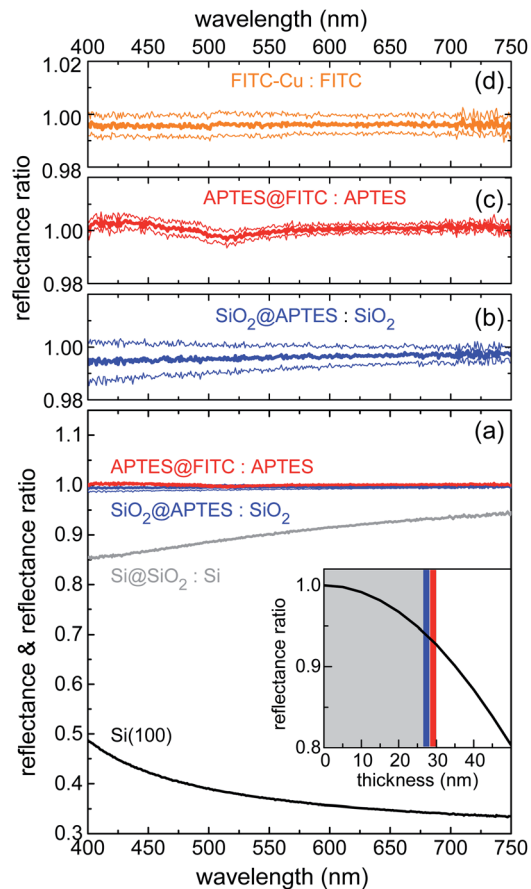 wavelength (nm)
400 450 500 550 600 650 700 750
1.02
1.00
0.98
FITC-Cu : FITC
(d)
0.98
1.00
0.98
APTES@FITC : APTES
(c)
1.00
0.98
SiO2@APTES : SiO2
(b)
reflectance ratio
1.1
1.0
0.9
0.8
0.7
0.6
0.5
0.4
0.3
(a)
APTES@FITC : APTES
SiO2@APTES : SiO2
Si@SiO2 : Si
Si(100)
reflectance & reflectance ratio
1.0
0.9
0.8
reflectance ratio
0 10 20 30 40
thickness (nm)
400 450 500 550 600 650 700 750
wavelength (nm)